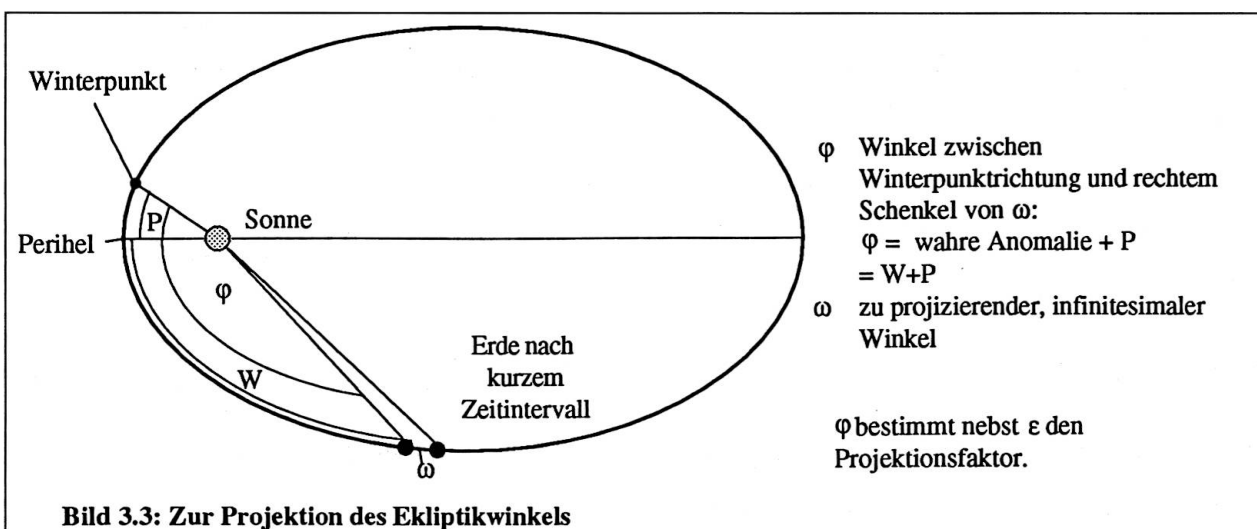 Winterpunkt
P
Sonne
Perihel
φ
W
Erde nach
kurzem
Zeitintervall
ω
φ Winkel zwischen
Winterpunktrichtung und rechtem
Schenkel von ω:
φ = wahre Anomalie + P
= W+P
ω zu projizierender, infinitesimaler
Winkel
φ bestimmt nebst ε den
Projektionsfaktor.
Bild 3.3: Zur Projektion des Ekliptikwinkels